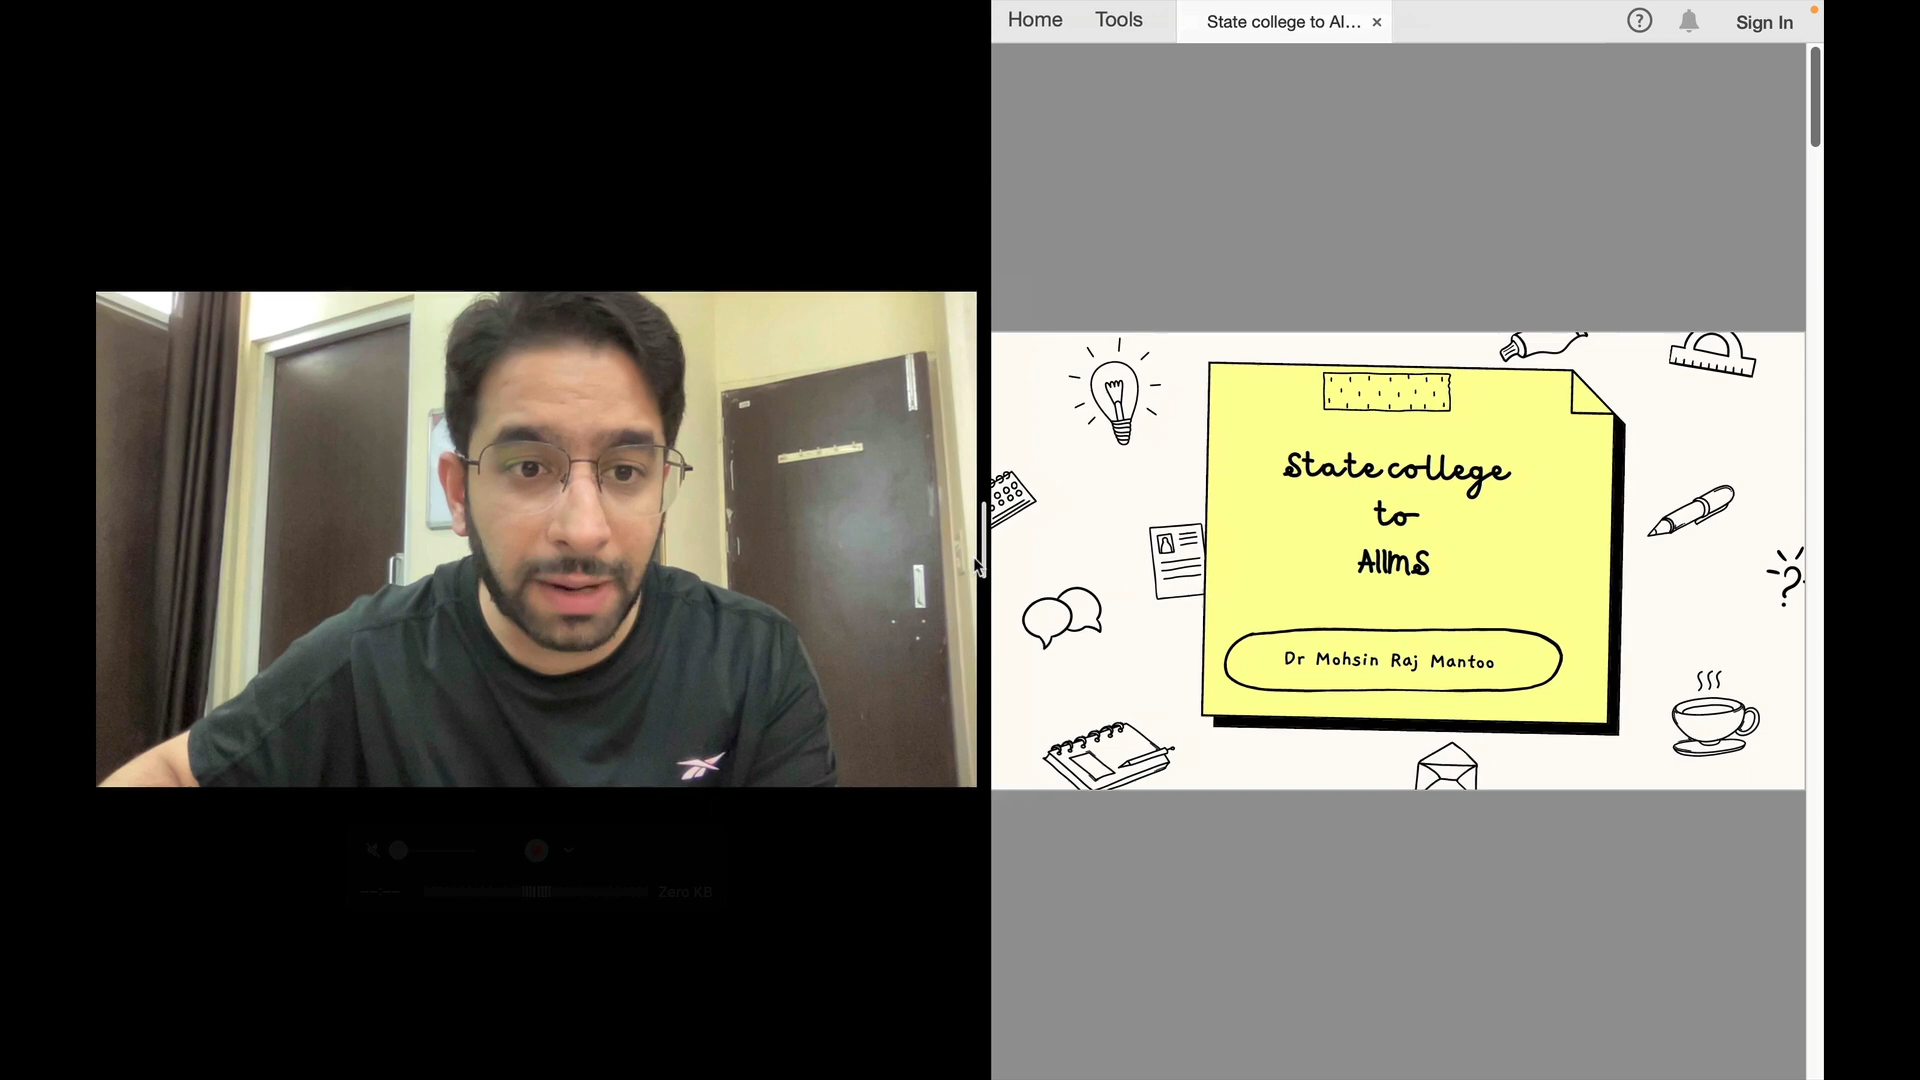 Home Tools State college to AI... × ? Sign In
State college
to
AIIMS
Dr Mohsin Raj Mantoo
?
--:-- Zero KB